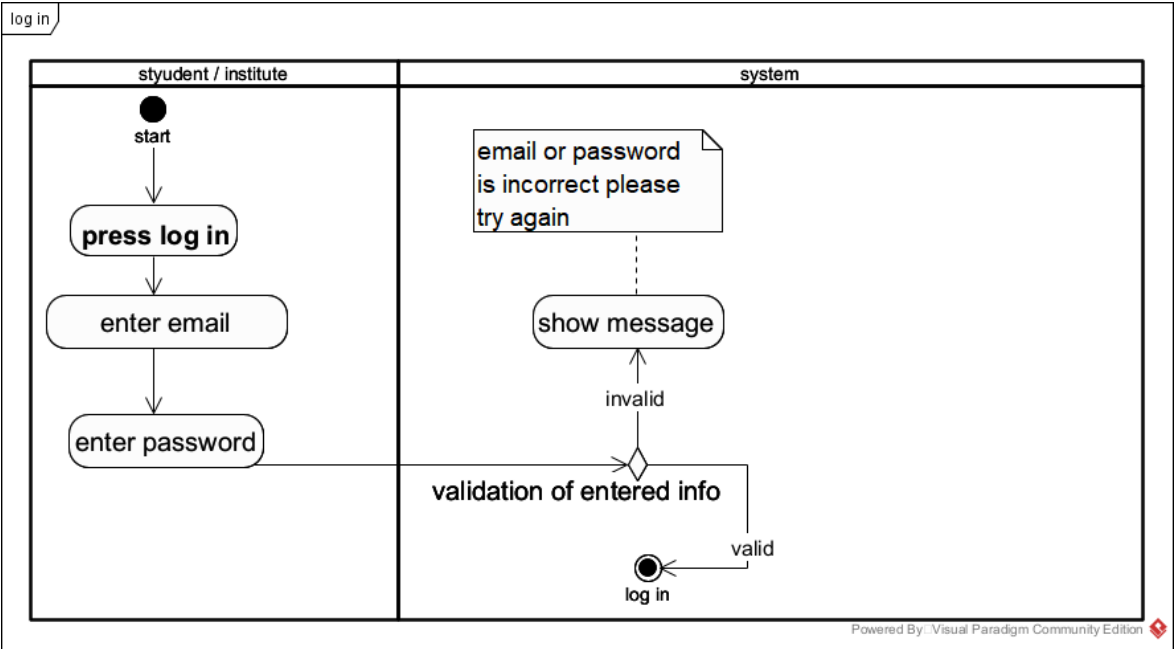 log in
styudent / institute
system
start
press log in
enter email
enter password
email or password
is incorrect please
try again
show message
invalid
validation of entered info
valid
log in
Powered By Visual Paradigm Community Edition